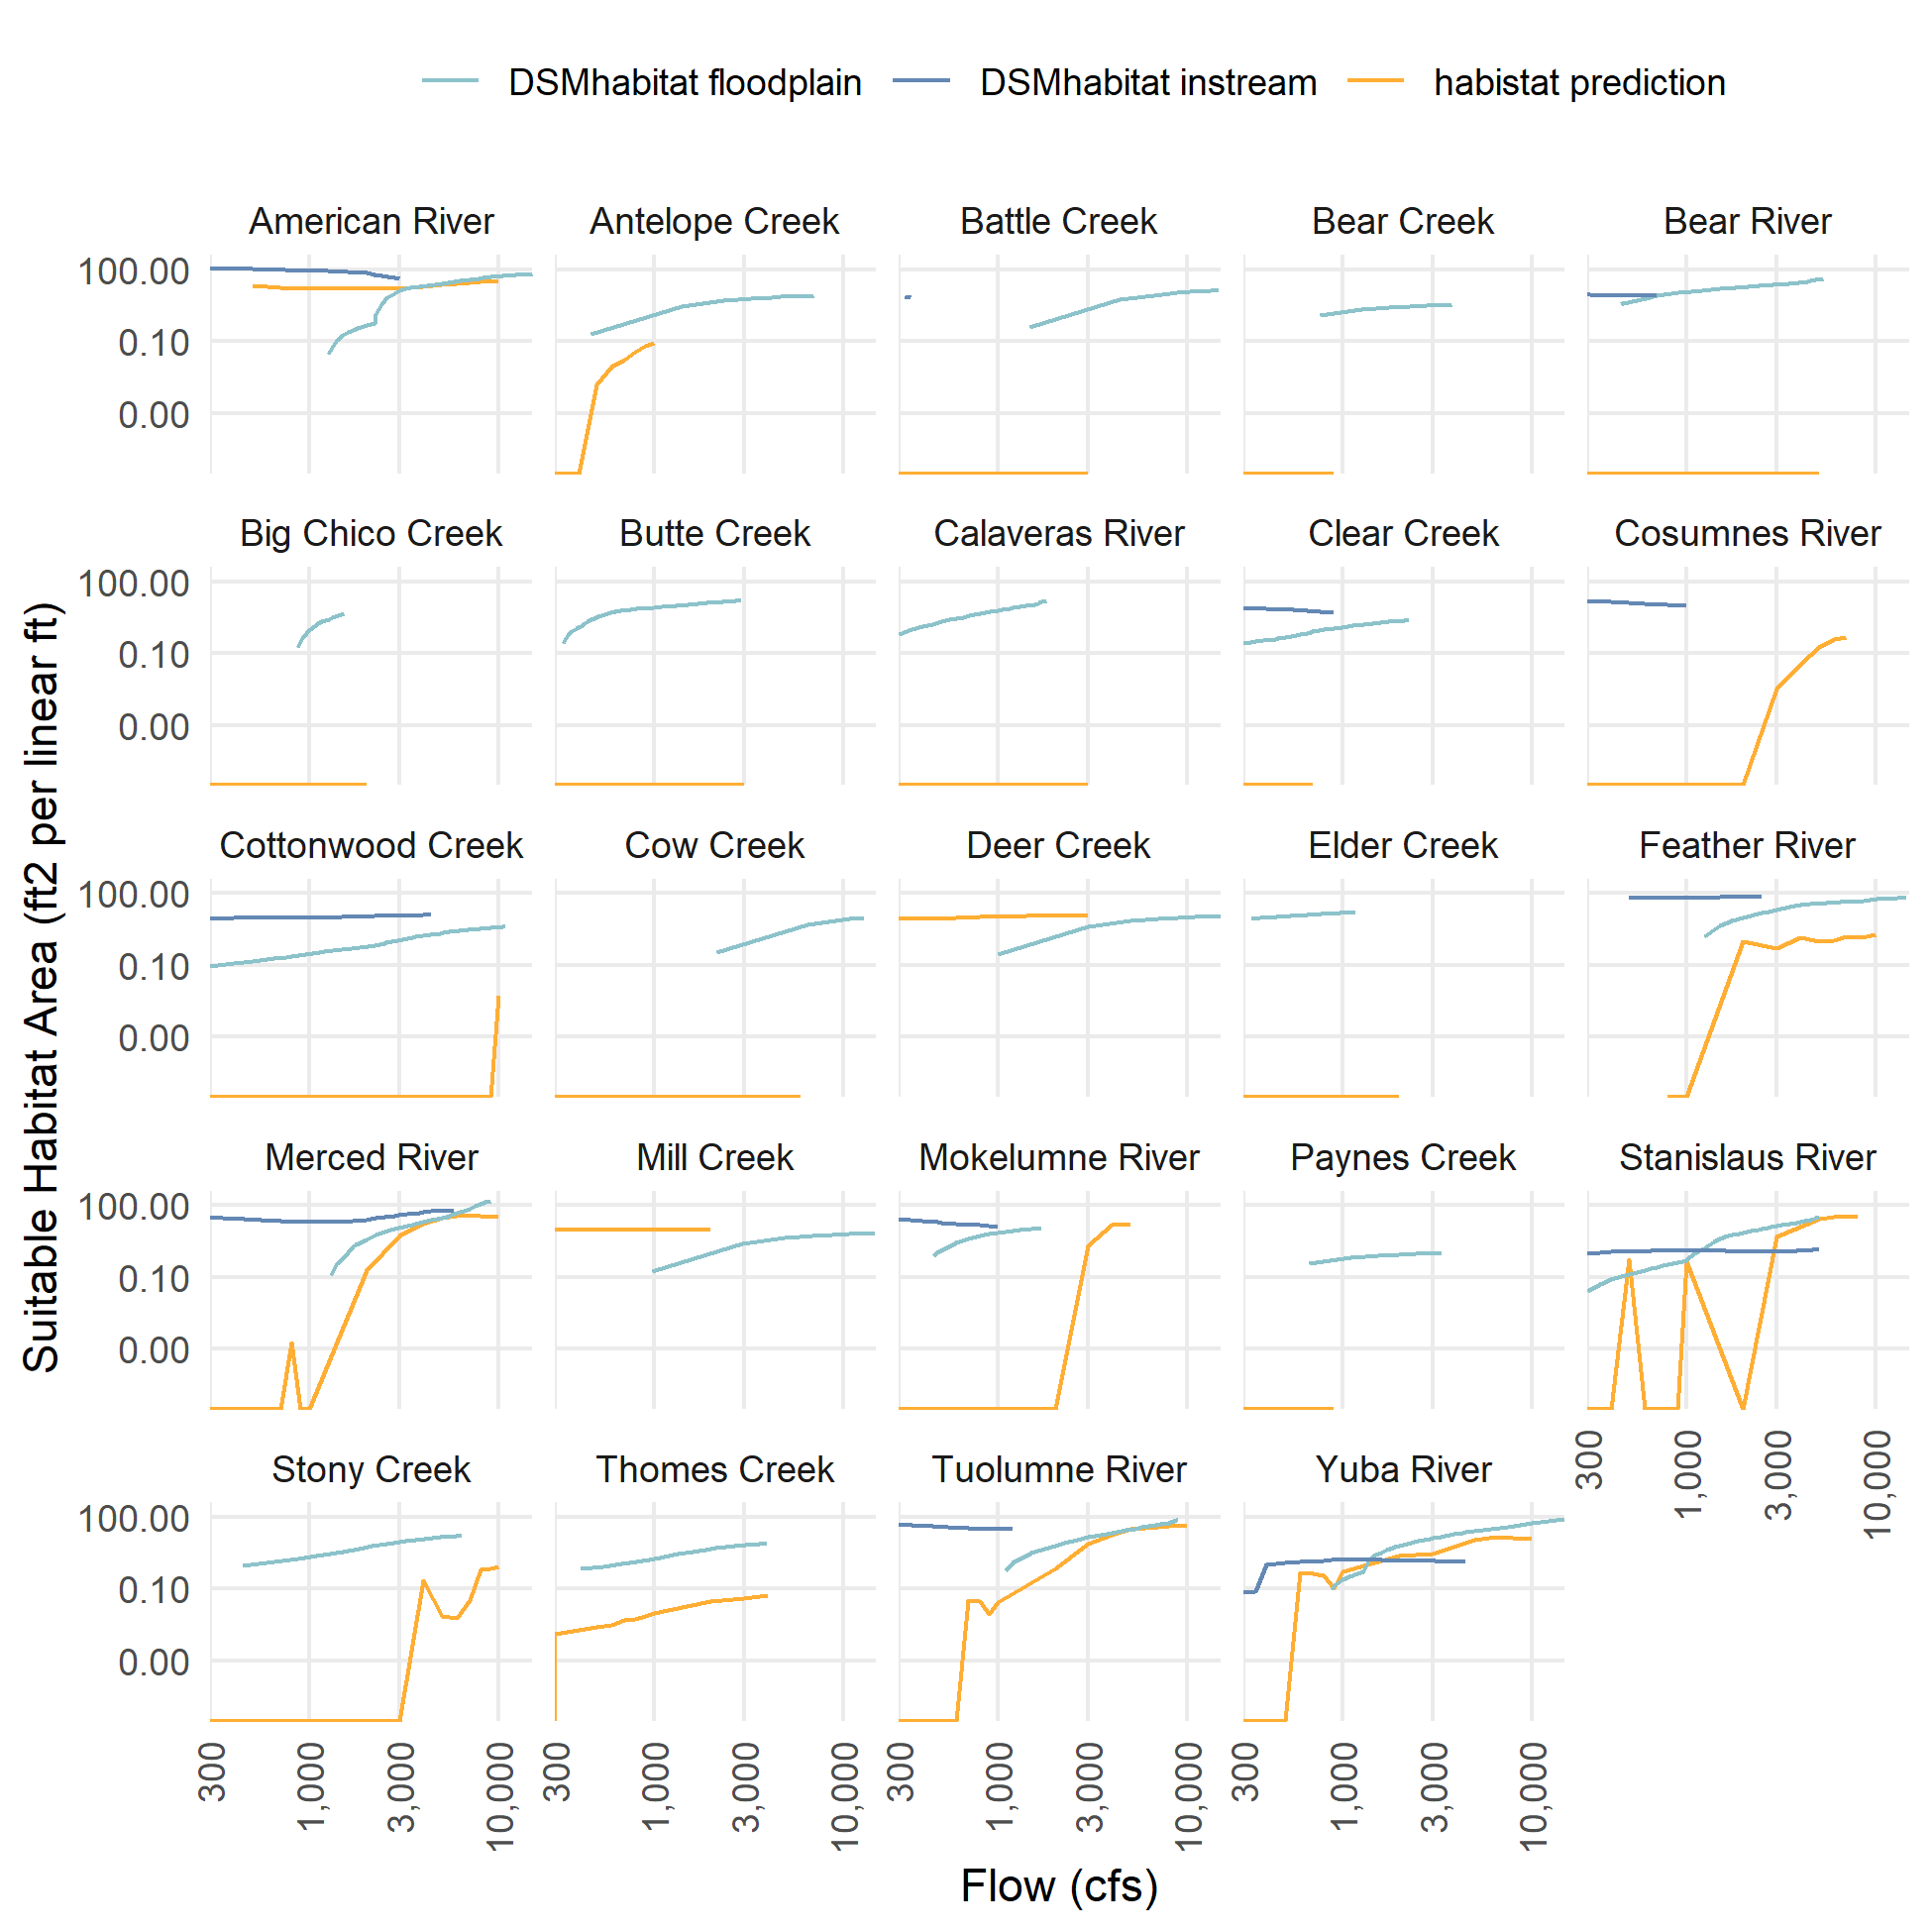 DSMhabitat floodplain DSMhabitat instream habistat prediction
American River Antelope Creek Battle Creek Bear Creek Bear River
100.00
0.10
0.00
Big Chico Creek Butte Creek Calaveras River Clear Creek Cosumnes River
100.00
0.10
0.00
Cottonwood Creek Cow Creek Deer Creek Elder Creek Feather River
100.00
0.10
0.00
Merced River Mill Creek Mokelumne River Paynes Creek Stanislaus River
100.00
0.10
0.00
300 1,000 3,000 10,000
Stony Creek Thomes Creek Tuolumne River Yuba River
100.00
0.10
0.00
300 1,000 3,000 10,000 300 1,000 3,000 10,000 300 1,000 3,000 10,000 300 1,000 3,000 10,000
Flow (cfs)
Suitable Habitat Area (ft2 per linear ft)